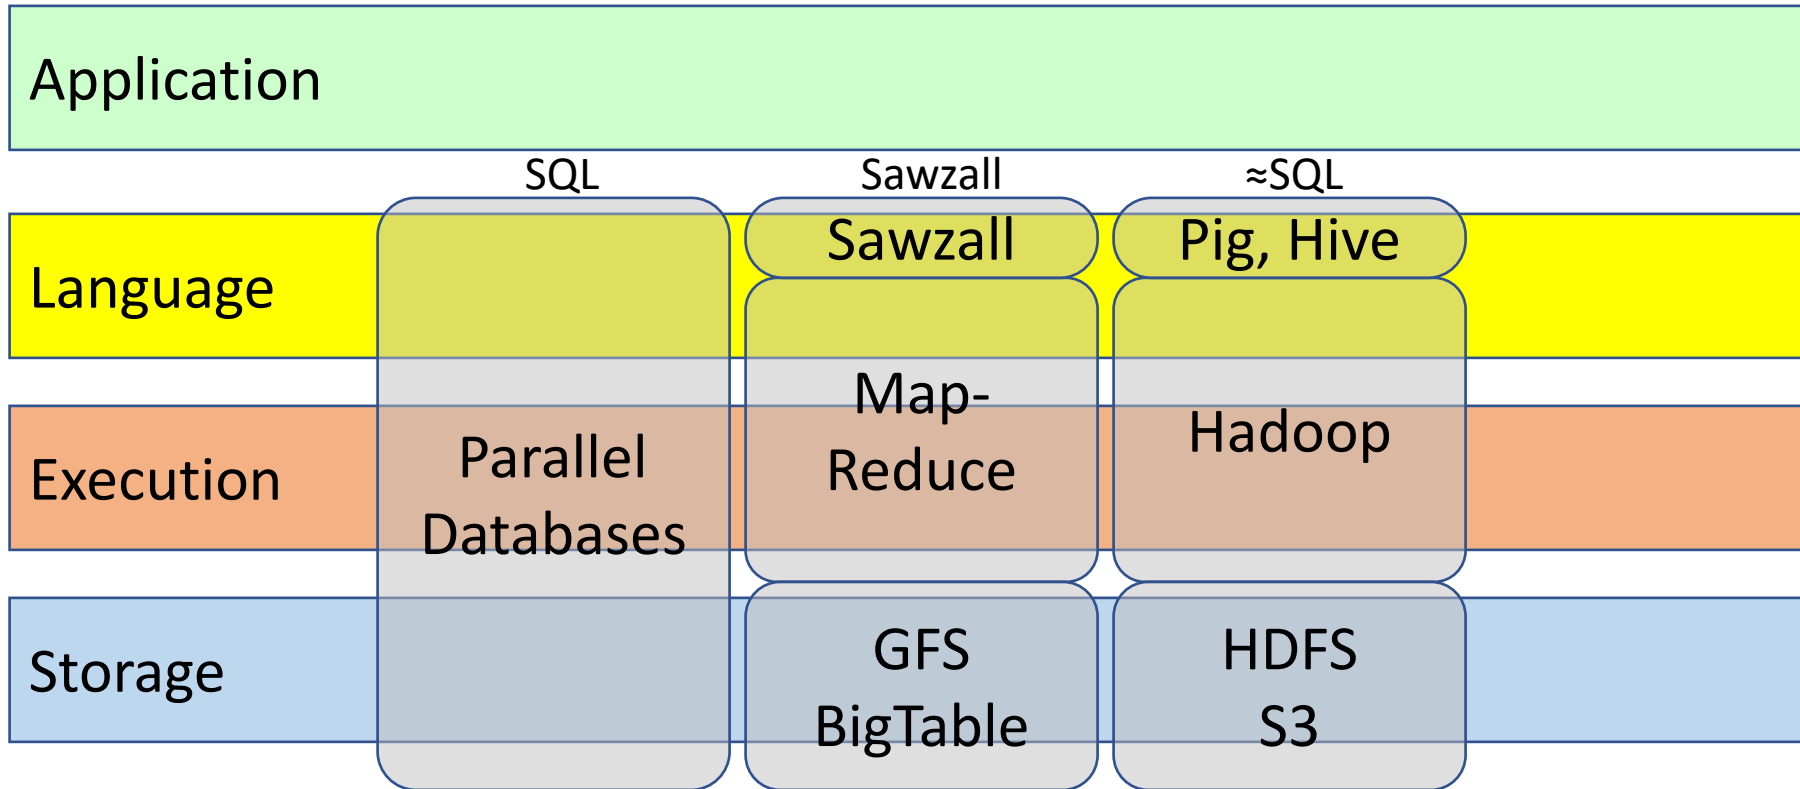 Application
SQL
Sawzall
≈SQL
Language
Sawzall
Pig, Hive
Execution
Parallel
Databases
Map-
Reduce
Hadoop
Storage
GFS
BigTable
HDFS
S3